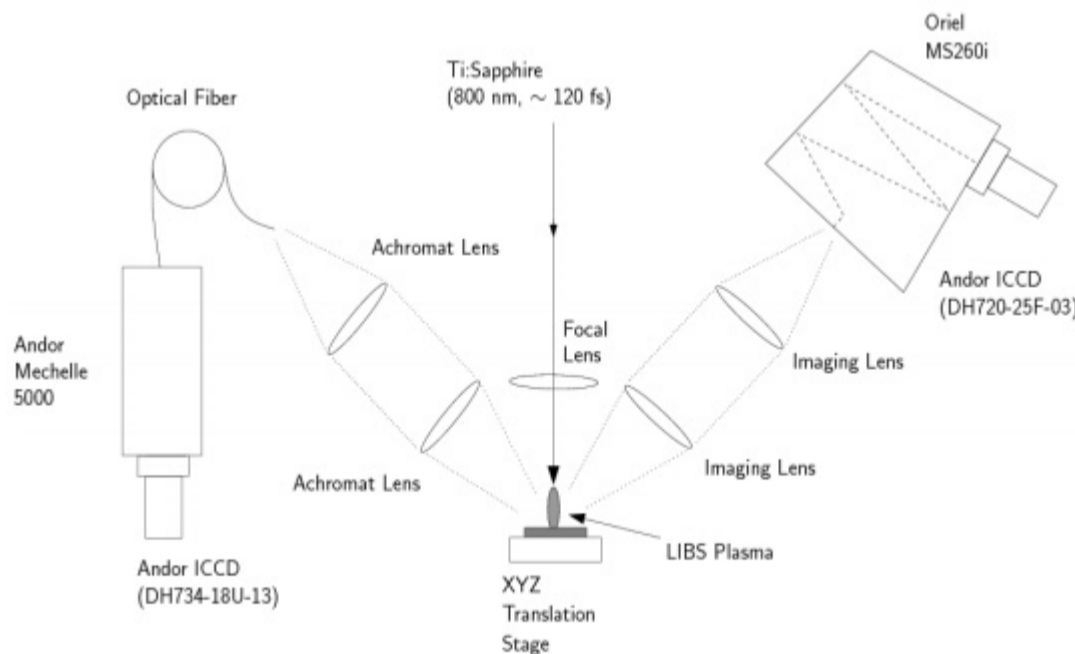 Oriel
MS260i
Ti:Sapphire
(800 nm, ∼ 120 fs)
Optical Fiber
Achromat Lens
Andor ICCD
(DH720-25F-03)
Focal
Lens
Andor
Mechelle
5000
Imaging Lens
Achromat Lens
Imaging Lens
LIBS Plasma
Andor ICCD
(DH734-18U-13)
XYZ
Translation
Stage